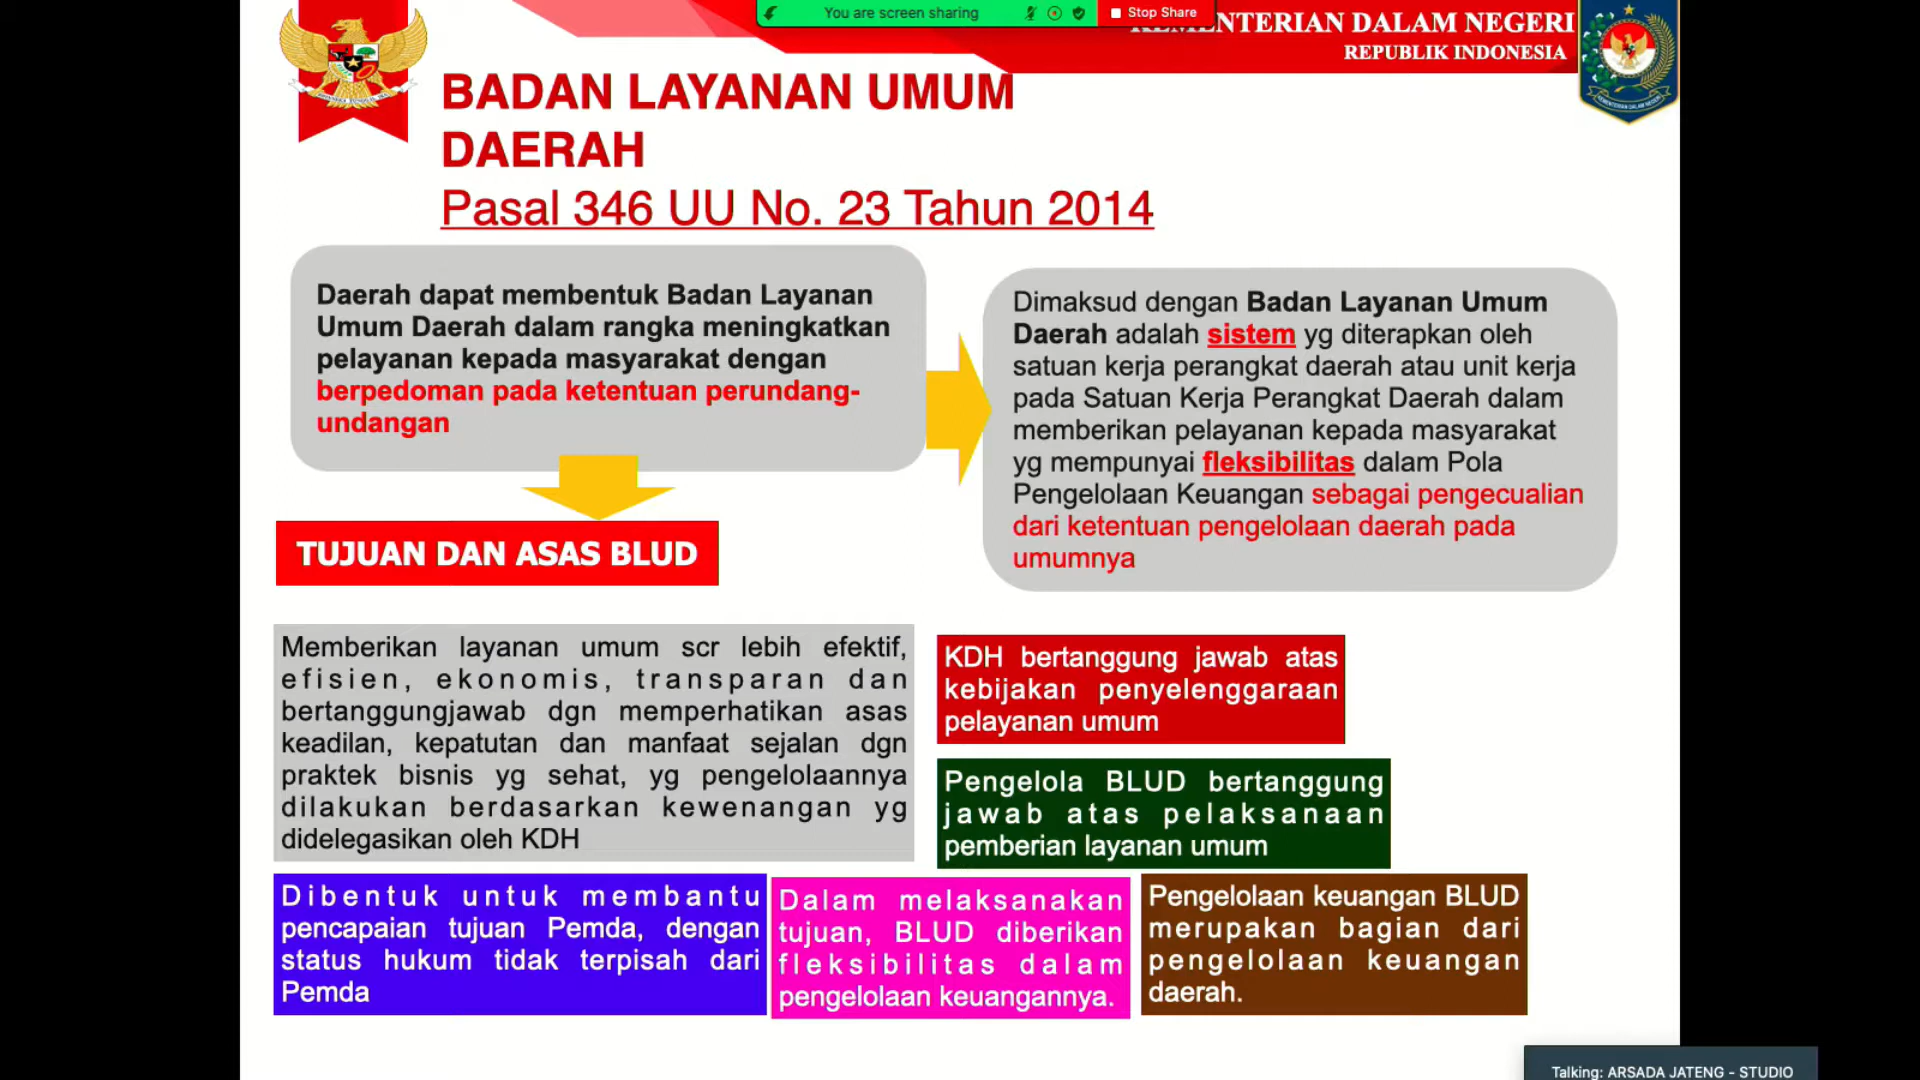 You are screen sharing
Stop Share
KEMENTERIAN DALAM NEGERI
REPUBLIK INDONESIA
BADAN LAYANAN UMUM
DAERAH
Pasal 346 UU No. 23 Tahun 2014
Daerah dapat membentuk Badan Layanan
Umum Daerah dalam rangka meningkatkan
pelayanan kepada masyarakat dengan
berpedoman pada ketentuan perundang-
undangan
Dimaksud dengan Badan Layanan Umum
Daerah adalah sistem yg diterapkan oleh
satuan kerja perangkat daerah atau unit kerja
pada Satuan Kerja Perangkat Daerah dalam
memberikan pelayanan kepada masyarakat
yg mempunyai fleksibilitas dalam Pola
Pengelolaan Keuangan sebagai pengecualian
dari ketentuan pengelolaan daerah pada
umumnya
TUJUAN DAN ASAS BLUD
Memberikan layanan umum scr lebih efektif,
efisien, ekonomis, transparan dan
bertanggungjawab dgn memperhatikan asas
keadilan, kepatutan dan manfaat sejalan dgn
praktek bisnis yg sehat, yg pengelolaannya
dilakukan berdasarkan kewenangan yg
didelegasikan oleh KDH
KDH bertanggung jawab atas
kebijakan penyelenggaraan
pelayanan umum
Pengelola BLUD bertanggung
jawab atas pelaksanaan
pemberian layanan umum
Dibentuk untuk membantu
pencapaian tujuan Pemda, dengan
status hukum tidak terpisah dari
Pemda
Dalam melaksanakan
tujuan, BLUD diberikan
fleksibilitas dalam
pengelolaan keuangannya.
Pengelolaan keuangan BLUD
merupakan bagian dari
pengelolaan keuangan
daerah.
KEMENTERIAN DALAM NEGERI
Talking: ARSADA JATENG - STUDIO